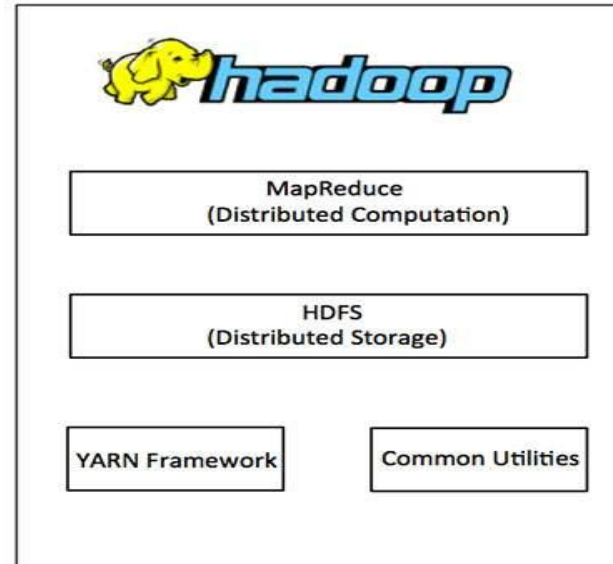 hadoop
MapReduce
(Distributed Computation)
HDFS
(Distributed Storage)
YARN Framework
Common Utilities